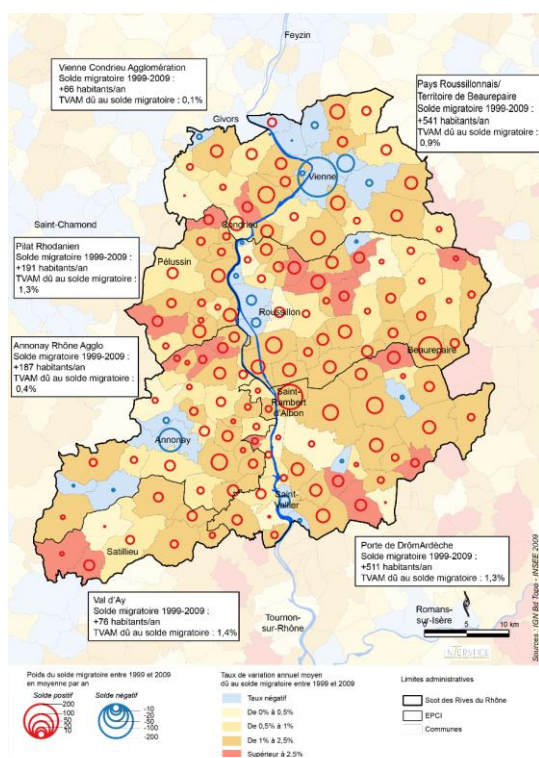 Feyzin
Vienne Condrieu Agglomération
Solde migratoire 1999-2009 :
+66 habitants/an
TVAM dû au solde migratoire : 0,1%
Pays Roussillonnais/
Territoire de Beaurepaire
Solde migratoire 1999-2009 :
+541 habitants/an
TVAM dû au solde migratoire :
0,9%
Givors
Vienne
Saint-Chamond
Condrieu
Pilat Rhodanien
Solde migratoire 1999-2009 :
+191 habitants/an
TVAM dû au solde migratoire :
1,3%
Pélussin
Roussillon
Annonay Rhône Agglo
Solde migratoire 1999-2009 :
+187 habitants/an
TVAM dû au solde migratoire :
0,4%
Beaurepaire
Saint-
Rambert
d'Albon
Annonay
Saint-
Vallier
Satillieu
Porte de DrômArdèche
Solde migratoire 1999-2009 :
+511 habitants/an
TVAM dû au solde migratoire : 1,3%
Val d'Ay
Solde migratoire 1999-2009 :
+76 habitants/an
TVAM dû au solde migratoire : 1,4%
Tournon-
sur-Rhône
Romans-
sur-Isère
0 5 10 km
INTERSTICE
Sources : IGN Bd Topo - INSEE 2009
Poids du solde migratoire entre 1999 et 2009
en moyenne par an
Solde positif
200
100
50
20
10
Solde négatif
-10
-20
-50
-100
-200
Taux de variation annuel moyen
dû au solde migratoire entre 1999 et 2009
Taux négatif
De 0% à 0,5%
De 0,5% à 1%
De 1% à 2,5%
Supérieur à 2,5%
Limites administratives
Scot des Rives du Rhône
EPCI
Communes